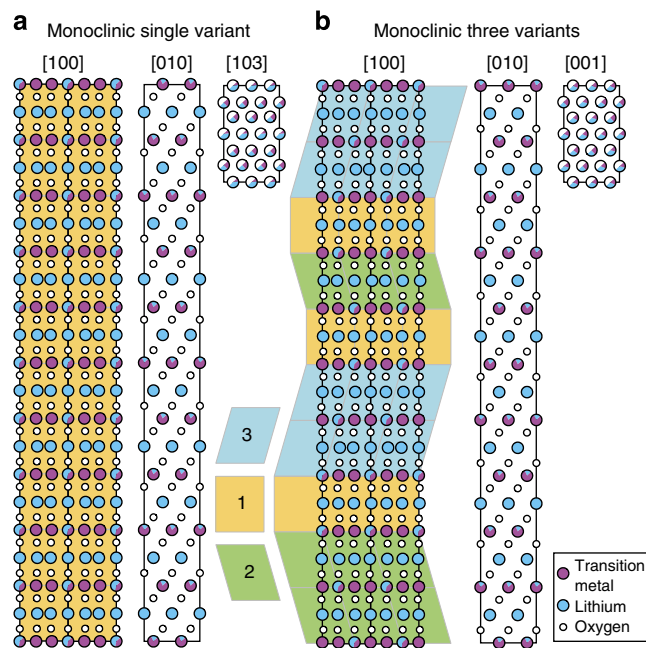 a Monoclinic single variant
[100] [010] [103]
b Monoclinic three variants
[100] [010] [001]
3
1
2
Transition
metal
Lithium
Oxygen